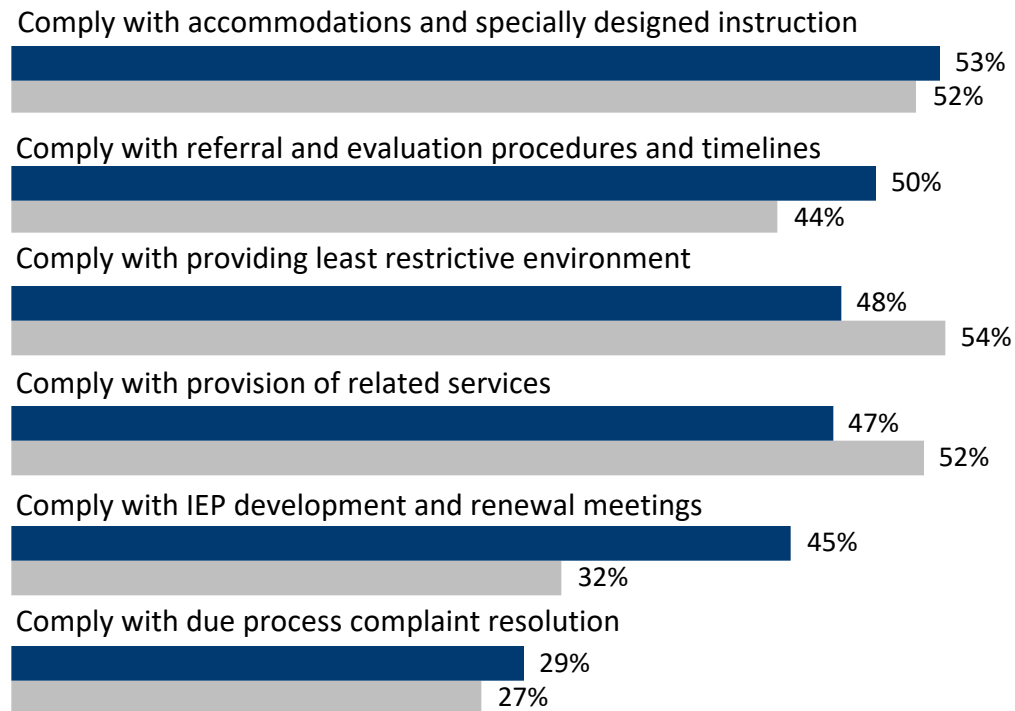 Comply with accommodations and specially designed instruction
53%
52%
Comply with referral and evaluation procedures and timelines
50%
44%
Comply with providing least restrictive environment
48%
54%
Comply with provision of related services
47%
52%
Comply with IEP development and renewal meetings
45%
32%
Comply with due process complaint resolution
29%
27%